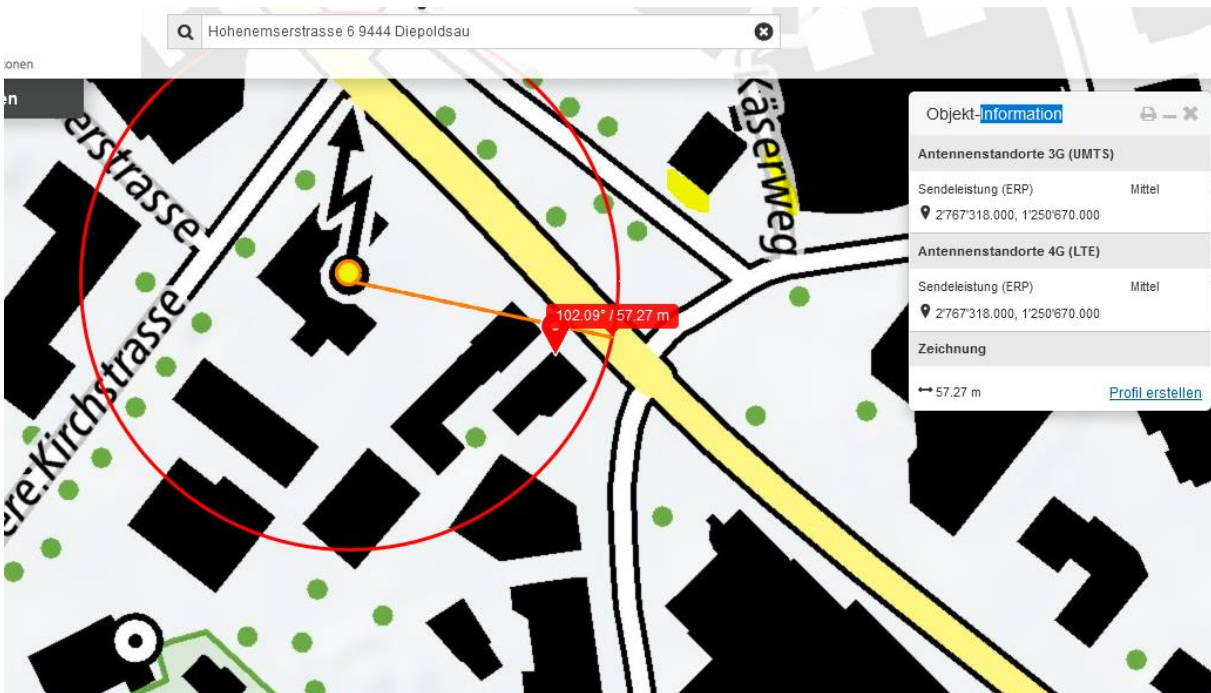 Hohenemserstrasse 6 9444 Diepoldsau
onen
en
erstrasse
Käserweg
Objekt-Information
Antennenstandorte 3G (UMTS)
Sendeleistung (ERP) Mittel
2'767'318.000, 1'250'670.000
Antennenstandorte 4G (LTE)
Sendeleistung (ERP) Mittel
2'767'318.000, 1'250'670.000
Zeichnung
57.27 m Profil erstellen
102.09° / 57.27 m
ere.Kirchstrasse